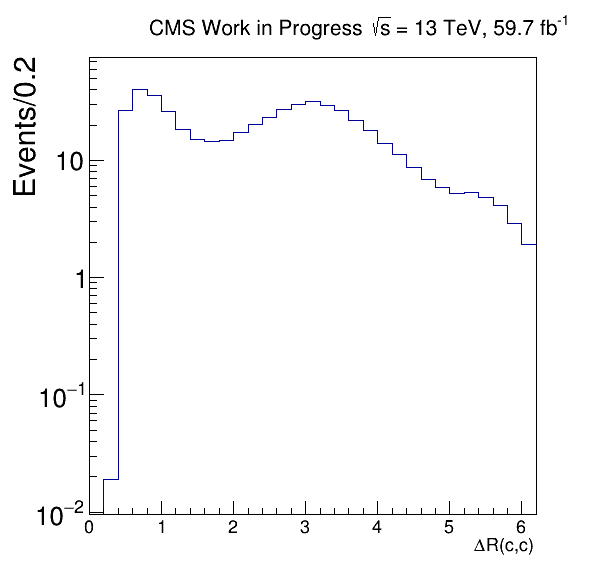 CMS Work in Progress √s = 13 TeV, 59.7 fb⁻¹
Events/0.2
10
1
10⁻¹
10⁻²
0 1 2 3 4 5 6
ΔR(c,c)